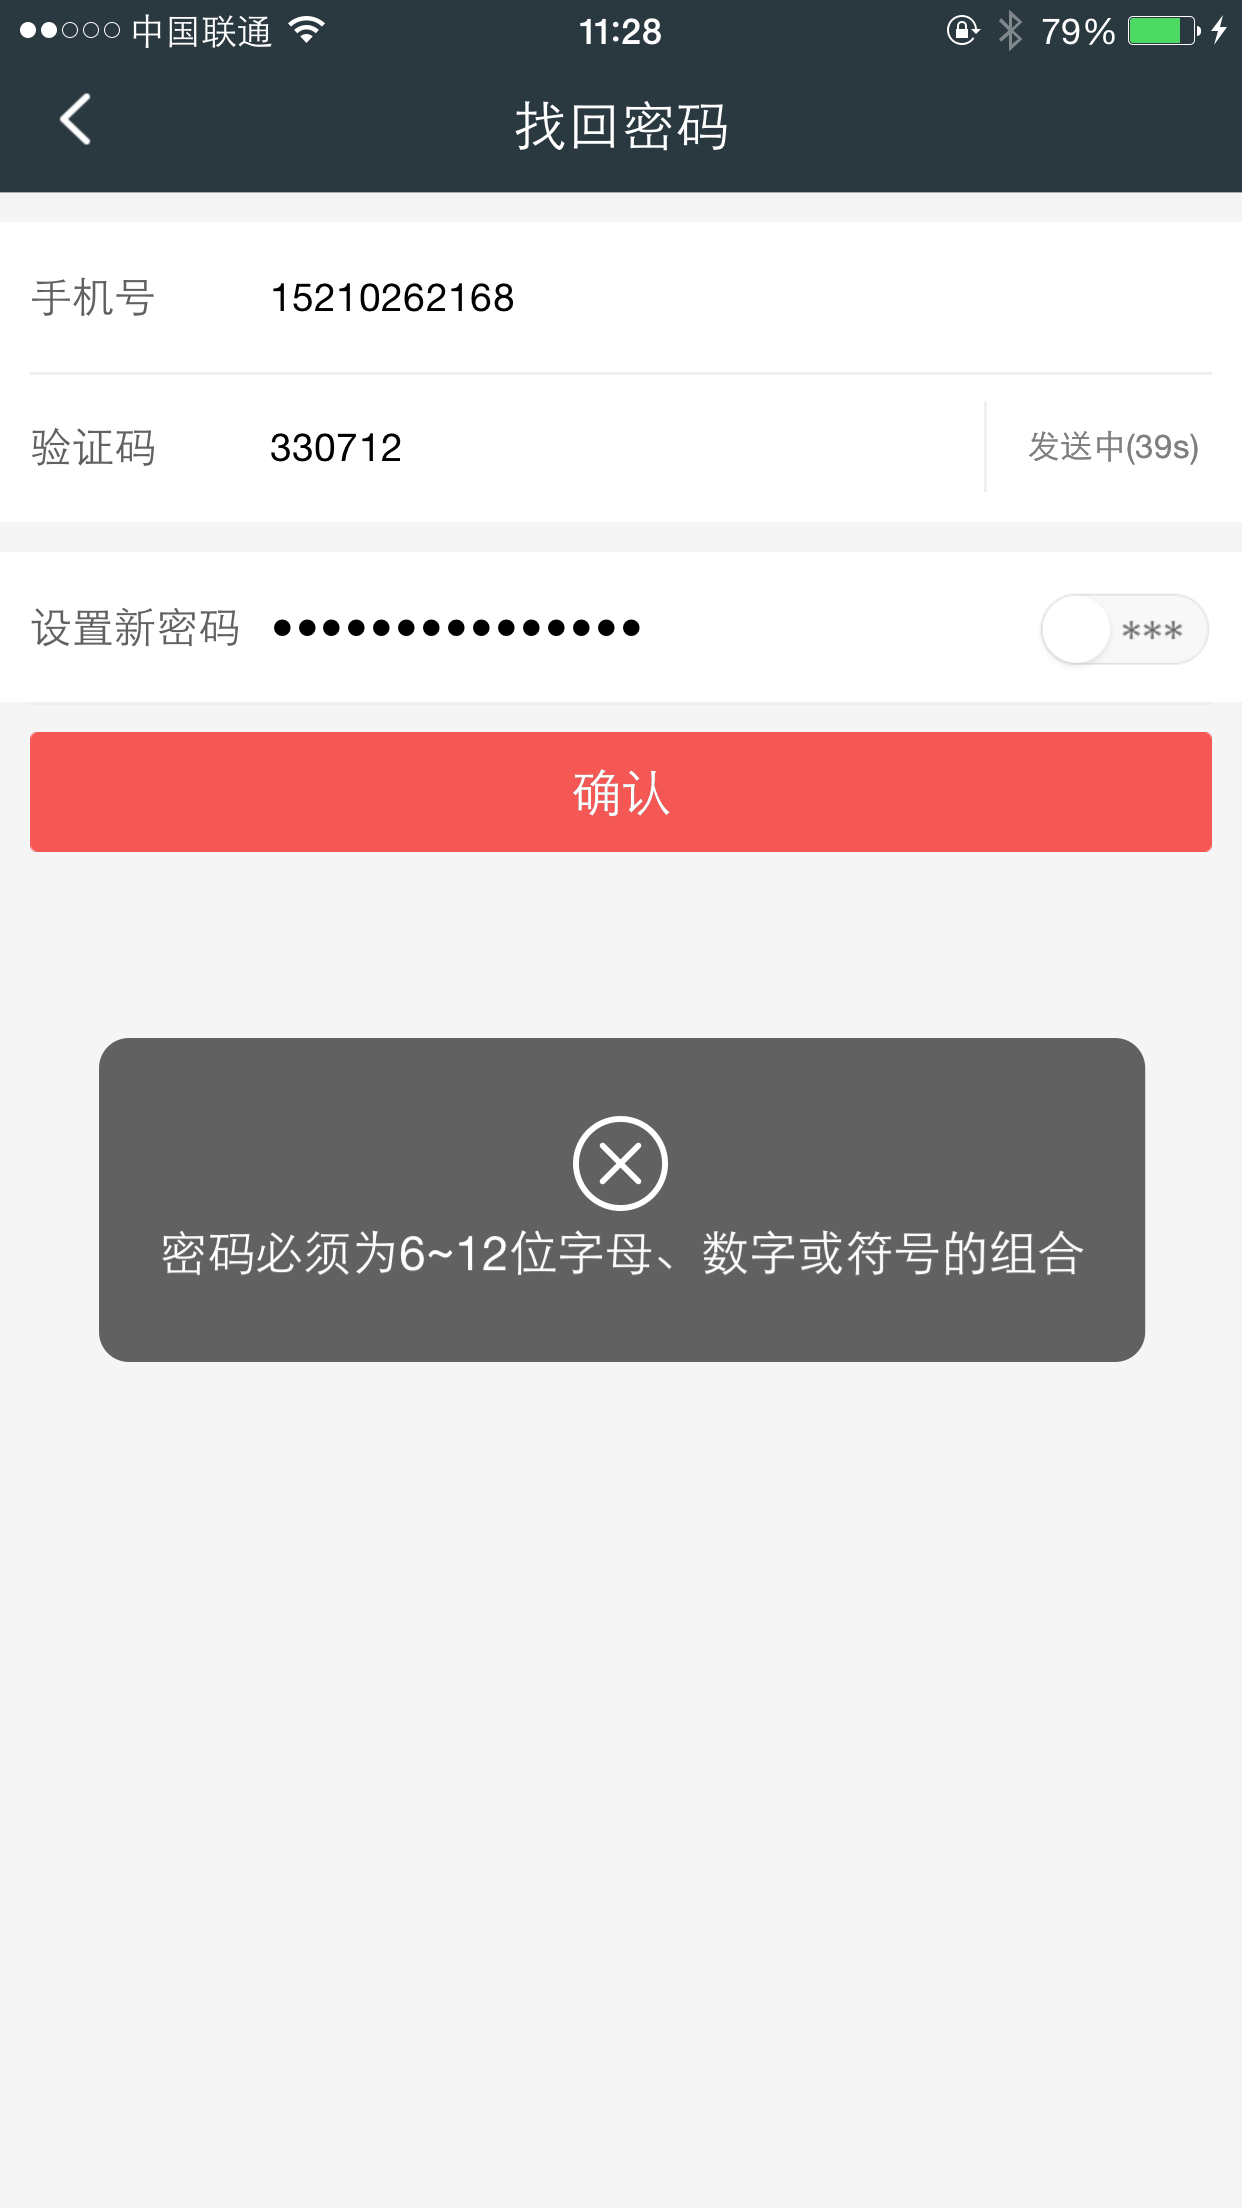 中国联通 11:28 79%
找回密码
手机号 15210262168
验证码 330712 发送中(39s)
设置新密码 ●●●●●●●●●●●●●●● ***
确认
密码必须为6~12位字母、数字或符号的组合